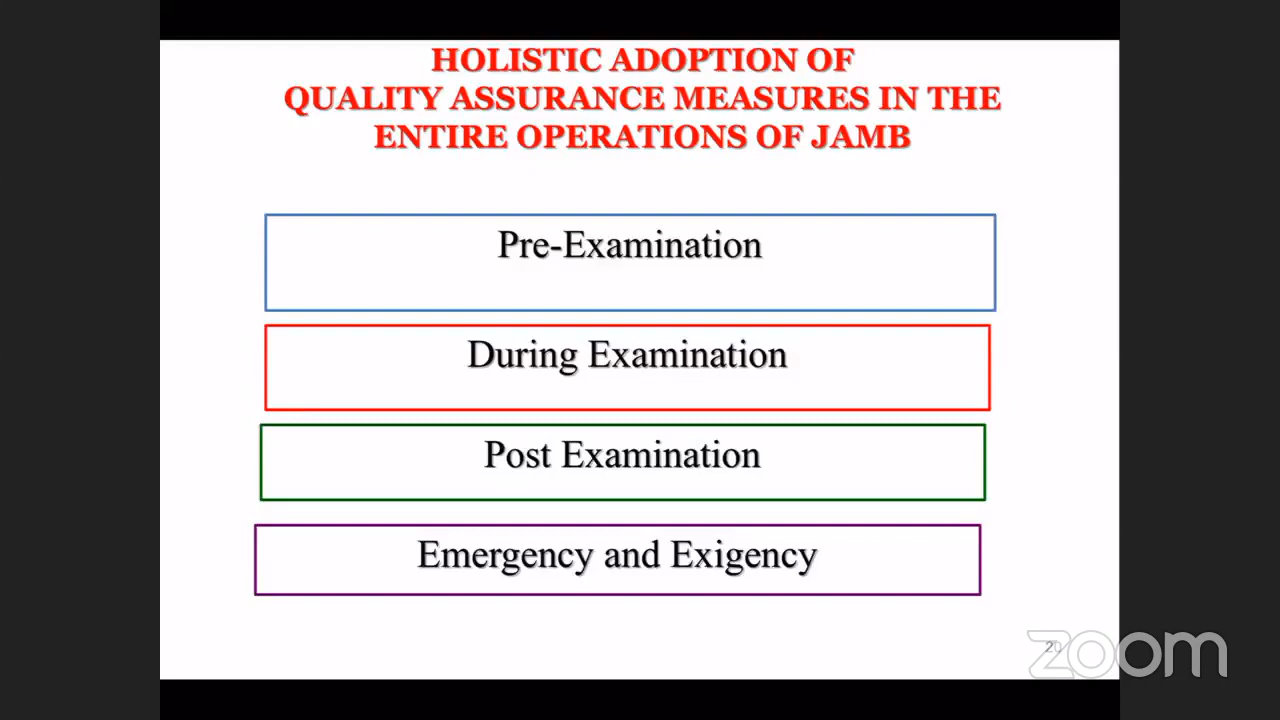 HOLISTIC ADOPTION OF
QUALITY ASSURANCE MEASURES IN THE
ENTIRE OPERATIONS OF JAMB
Pre-Examination
During Examination
Post Examination
Emergency and Exigency
20
zoom